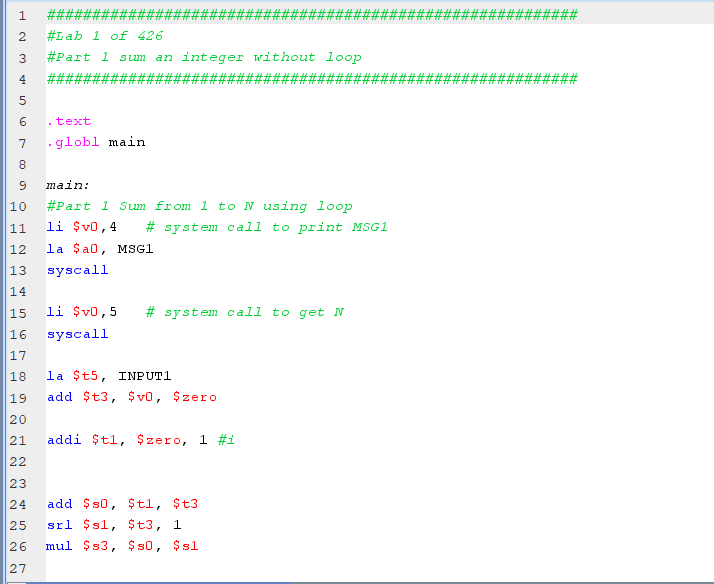 1 ###########################################################
2 #Lab 1 of 426
3 #Part 1 sum an integer without loop
4 ###########################################################
5
6 .text
7 .globl main
8
9 main:
10 #Part 1 Sum from 1 to N using loop
11 li $v0,4   # system call to print MSG1
12 la $a0, MSG1
13 syscall
14
15 li $v0,5   # system call to get N
16 syscall
17
18 la $t5, INPUT1
19 add $t3, $v0, $zero
20
21 addi $t1, $zero, 1 #i
22
23
24 add $s0, $t1, $t3
25 srl $s1, $t3, 1
26 mul $s3, $s0, $s1
27